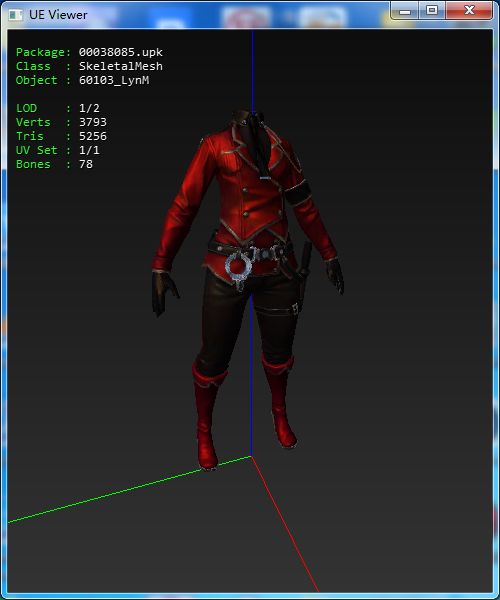 UE Viewer
Package: 00038085.upk
Class  : SkeletalMesh
Object : 60103_LynM
LOD    : 1/2
Verts  : 3793
Tris   : 5256
UV Set : 1/1
Bones  : 78